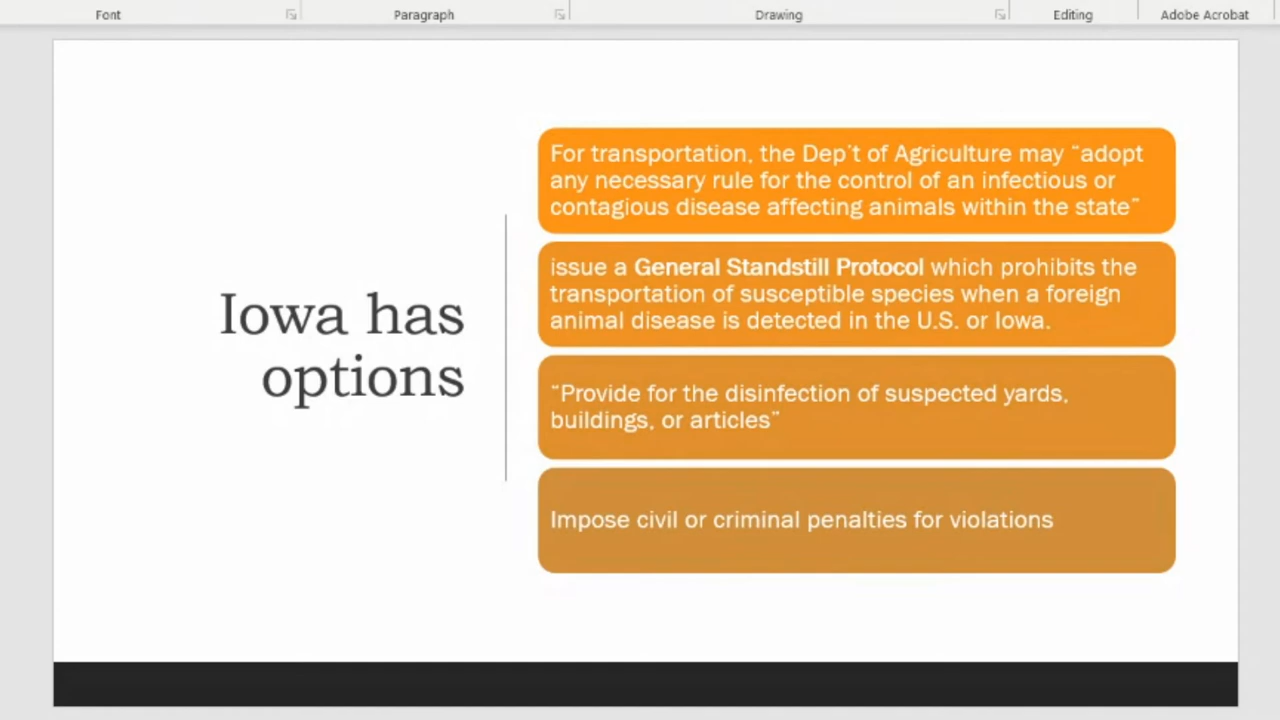 Font
Paragraph
Drawing
Editing
Adobe Acrobat
Iowa has
options
For transportation, the Dep't of Agriculture may “adopt
any necessary rule for the control of an infectious or
contagious disease affecting animals within the state”
issue a General Standstill Protocol which prohibits the
transportation of susceptible species when a foreign
animal disease is detected in the U.S. or Iowa.
“Provide for the disinfection of suspected yards,
buildings, or articles”
Impose civil or criminal penalties for violations